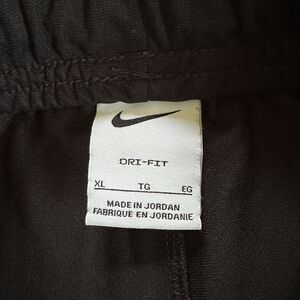 DRI-FIT
XL TG EG
MADE IN JORDAN
FABRIQUE EN JORDANIE